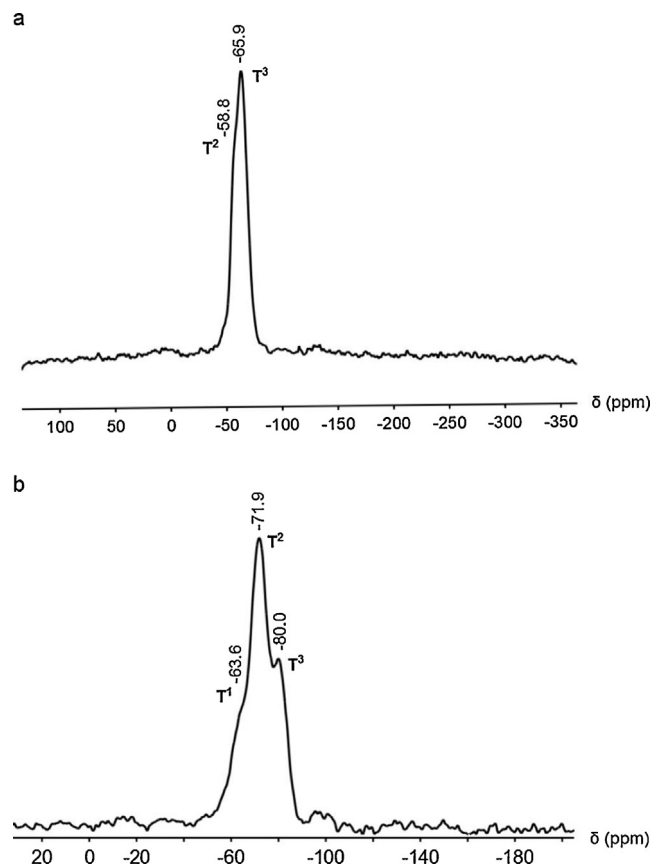 a
-65.9
T³
-58.8
T²
100 50 0 -50 -100 -150 -200 -250 -300 -350
δ (ppm)
b
-71.9
T²
-80.0
-63.6
T³
T¹
20 0 -20 -60 -100 -140 -180
δ (ppm)